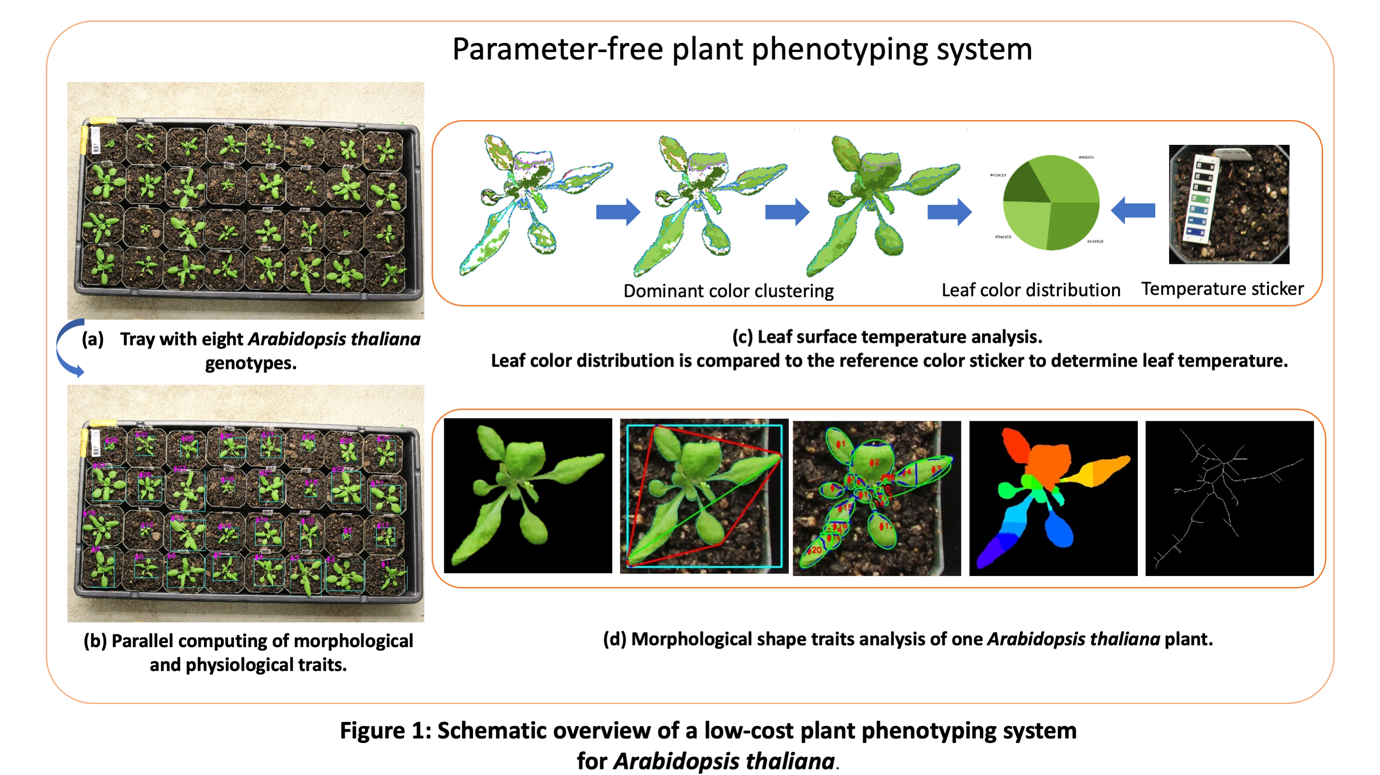 Parameter-free plant phenotyping system
(a) Tray with eight Arabidopsis thaliana
genotypes.
(b) Parallel computing of morphological
and physiological traits.
Dominant color clustering
Leaf color distribution
Temperature sticker
(c) Leaf surface temperature analysis.
Leaf color distribution is compared to the reference color sticker to determine leaf temperature.
(d) Morphological shape traits analysis of one Arabidopsis thaliana plant.
Figure 1: Schematic overview of a low-cost plant phenotyping system
for Arabidopsis thaliana.